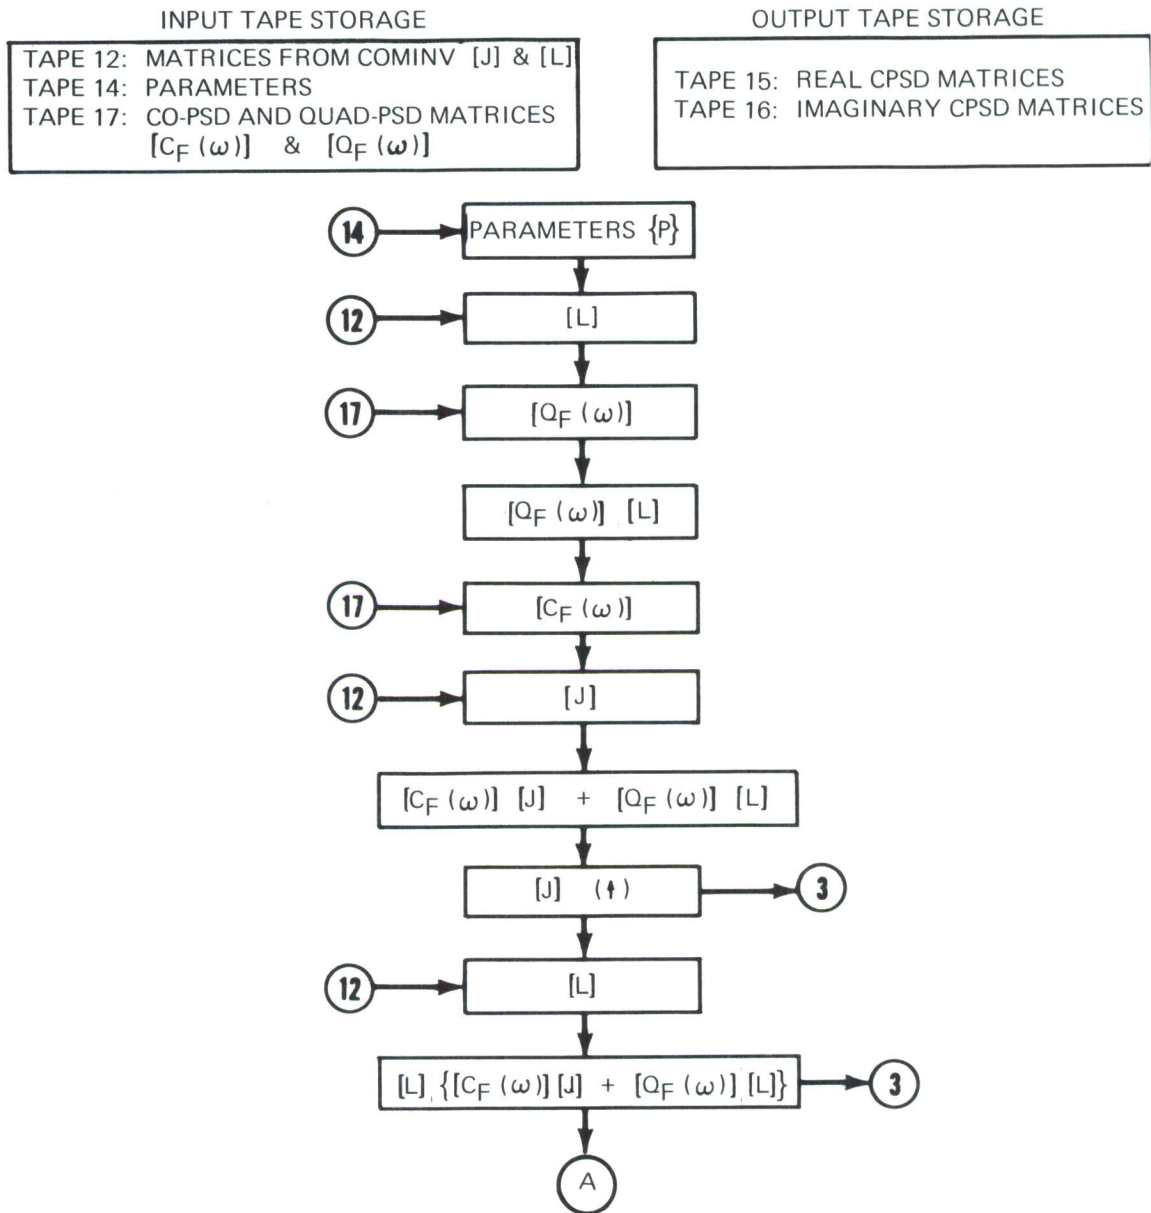 INPUT TAPE STORAGE
TAPE 12: MATRICES FROM COMINV [J] & [L]
TAPE 14: PARAMETERS
TAPE 17: CO-PSD AND QUAD-PSD MATRICES
[C_F (ω)] & [Q_F (ω)]
OUTPUT TAPE STORAGE
TAPE 15: REAL CPSD MATRICES
TAPE 16: IMAGINARY CPSD MATRICES
14 PARAMETERS {P}
12 [L]
17 [Q_F (ω)]
[Q_F (ω)] [L]
17 [C_F (ω)]
12 [J]
[C_F (ω)] [J] + [Q_F (ω)] [L]
[J] (↑) 3
12 [L]
[L] {[C_F (ω)] [J] + [Q_F (ω)] [L]} 3
A